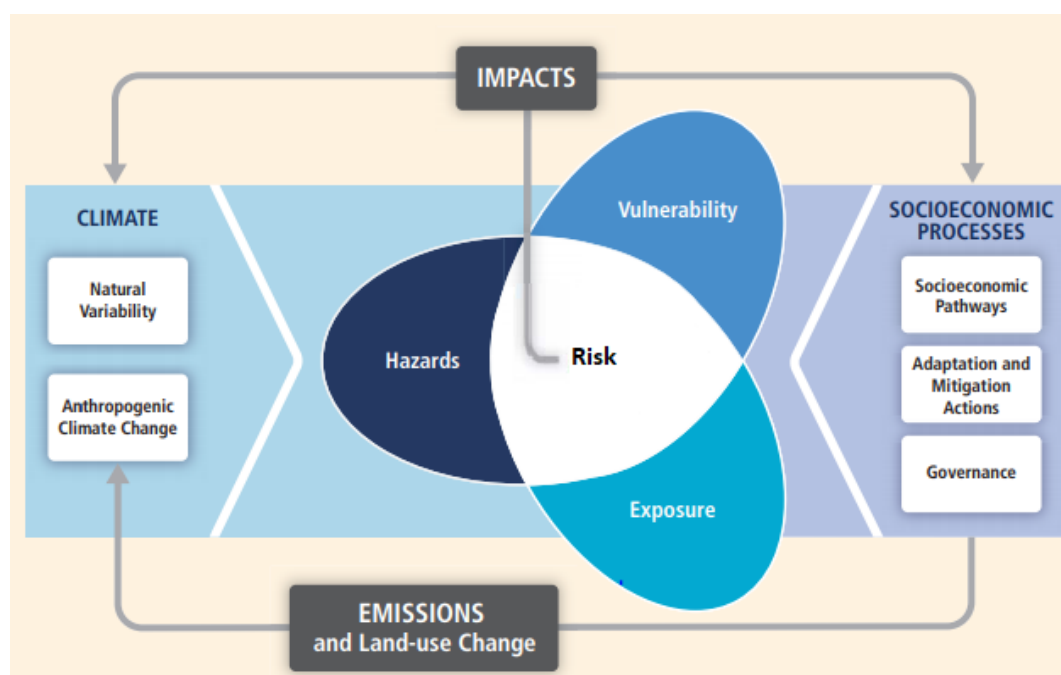 IMPACTS
CLIMATE
Natural
Variability
Anthropogenic
Climate Change
Vulnerability
Hazards
Risk
Exposure
SOCIOECONOMIC
PROCESSES
Socioeconomic
Pathways
Adaptation and
Mitigation
Actions
Governance
EMISSIONS
and Land-use Change